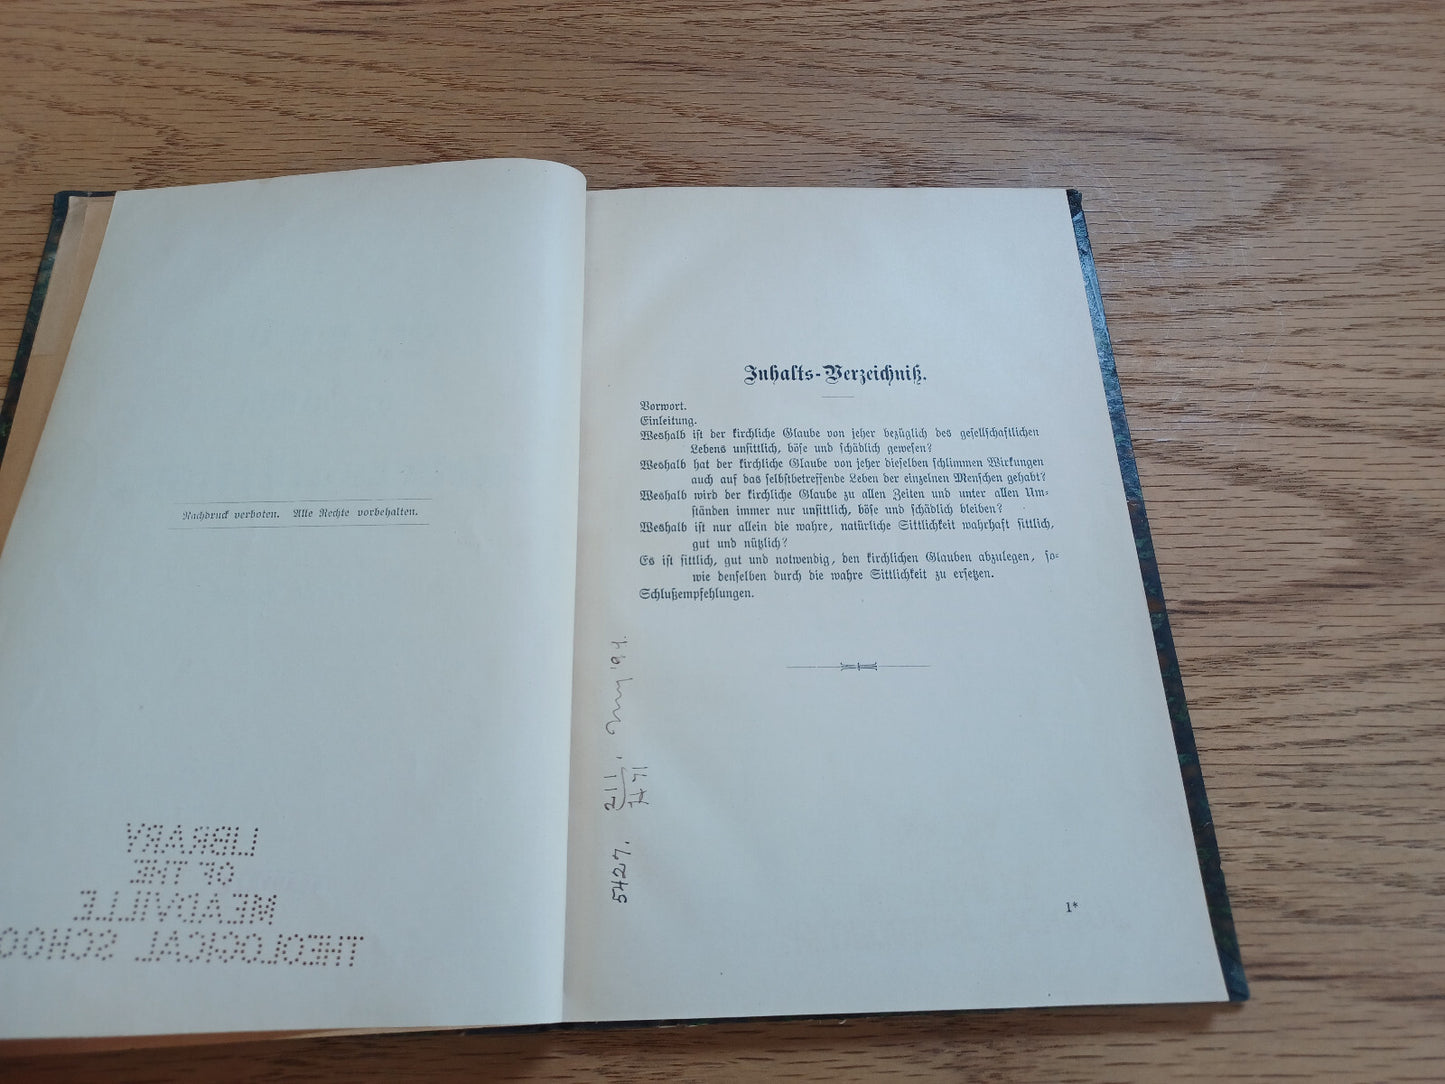 Nachdruck verboten. Alle Rechte vorbehalten.
LIBRARY
OF THE
MEADVILLE
THEOLOGICAL SCHOO
Inhalts-Verzeichniß.
Vorwort.
Einleitung.
Weshalb ist der kirchliche Glaube von jeher bezüglich des gesellschaftlichen
Lebens unsittlich, böse und schädlich gewesen?
Weshalb hat der kirchliche Glaube von jeher dieselben schlimmen Wirkungen
auch auf das selbstbetreffende Leben der einzelnen Menschen gehabt?
Weshalb wird der kirchliche Glaube zu allen Zeiten und unter allen Um-
ständen immer nur unsittlich, böse und schädlich bleiben?
Weshalb ist nur allein die wahre, natürliche Sittlichkeit wahrhaft sittlich,
gut und nützlich?
Es ist sittlich, gut und notwendig, den kirchlichen Glauben abzulegen, so-
wie denselben durch die wahre Sittlichkeit zu ersetzen.
Schlußempfehlungen.
5427. 211.
1*